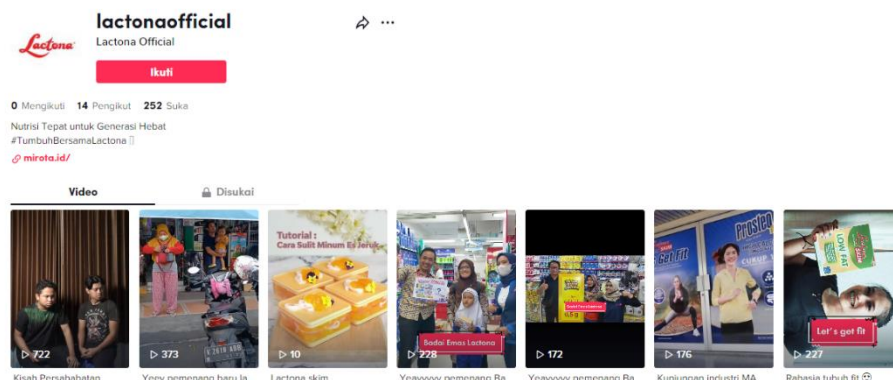 Lactona
lactonaofficial
Lactona Official
Ikuti
0 Mengikuti 14 Pengikut 252 Suka
Nutrisi Tepat untuk Generasi Hebat
#TumbuhBersamaLactona
mirota.id/
Video
Disukai
722
373
Tutorial :
Cara Sulit Minum Es Jeruk
10
Badai Emas Lactona
228
172
Get Fit
Prosteo
176
LOW FAT
Let's get fit
227
Kisah Persahabatan
Yeey pemenang baru la
Lactona skim
Yeayyyyy pemenang Ba
Yeayyyyy pemenang Ba
Kunjungan industri MA
Rahasia tubuh fit